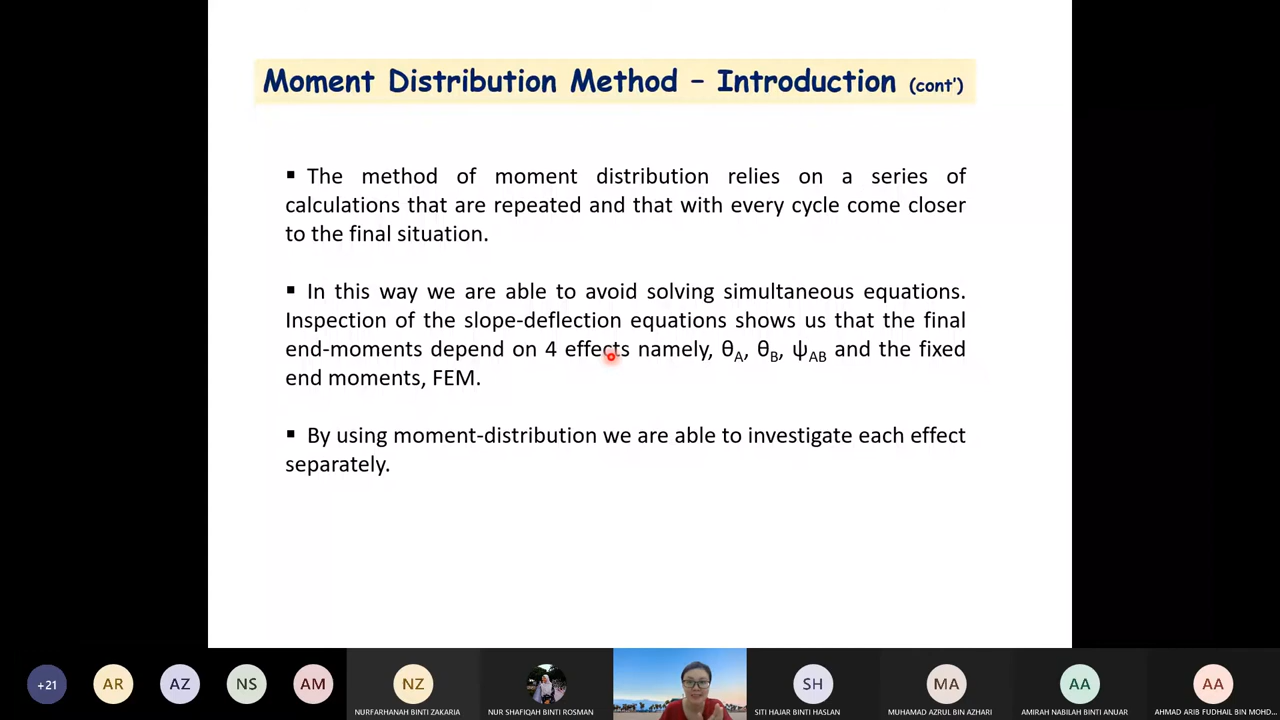 Moment Distribution Method – Introduction (cont')
▪ The method of moment distribution relies on a series of
calculations that are repeated and that with every cycle come closer
to the final situation.
▪ In this way we are able to avoid solving simultaneous equations.
Inspection of the slope-deflection equations shows us that the final
end-moments depend on 4 effects namely, θA, θB, ψAB and the fixed
end moments, FEM.
▪ By using moment-distribution we are able to investigate each effect
separately.
+21 AR AZ NS AM NZ SH MA AA AA
NURFARHANAH BINTI ZAKARIA NUR SHAFIQAH BINTI ROSMAN SITI HAJAR BINTI HASLAN MUHAMAD AZRUL BIN AZHARI AMIRAH NABILAH BINTI ANUAR AHMAD ARIB FUDHAIL BIN MOHD...